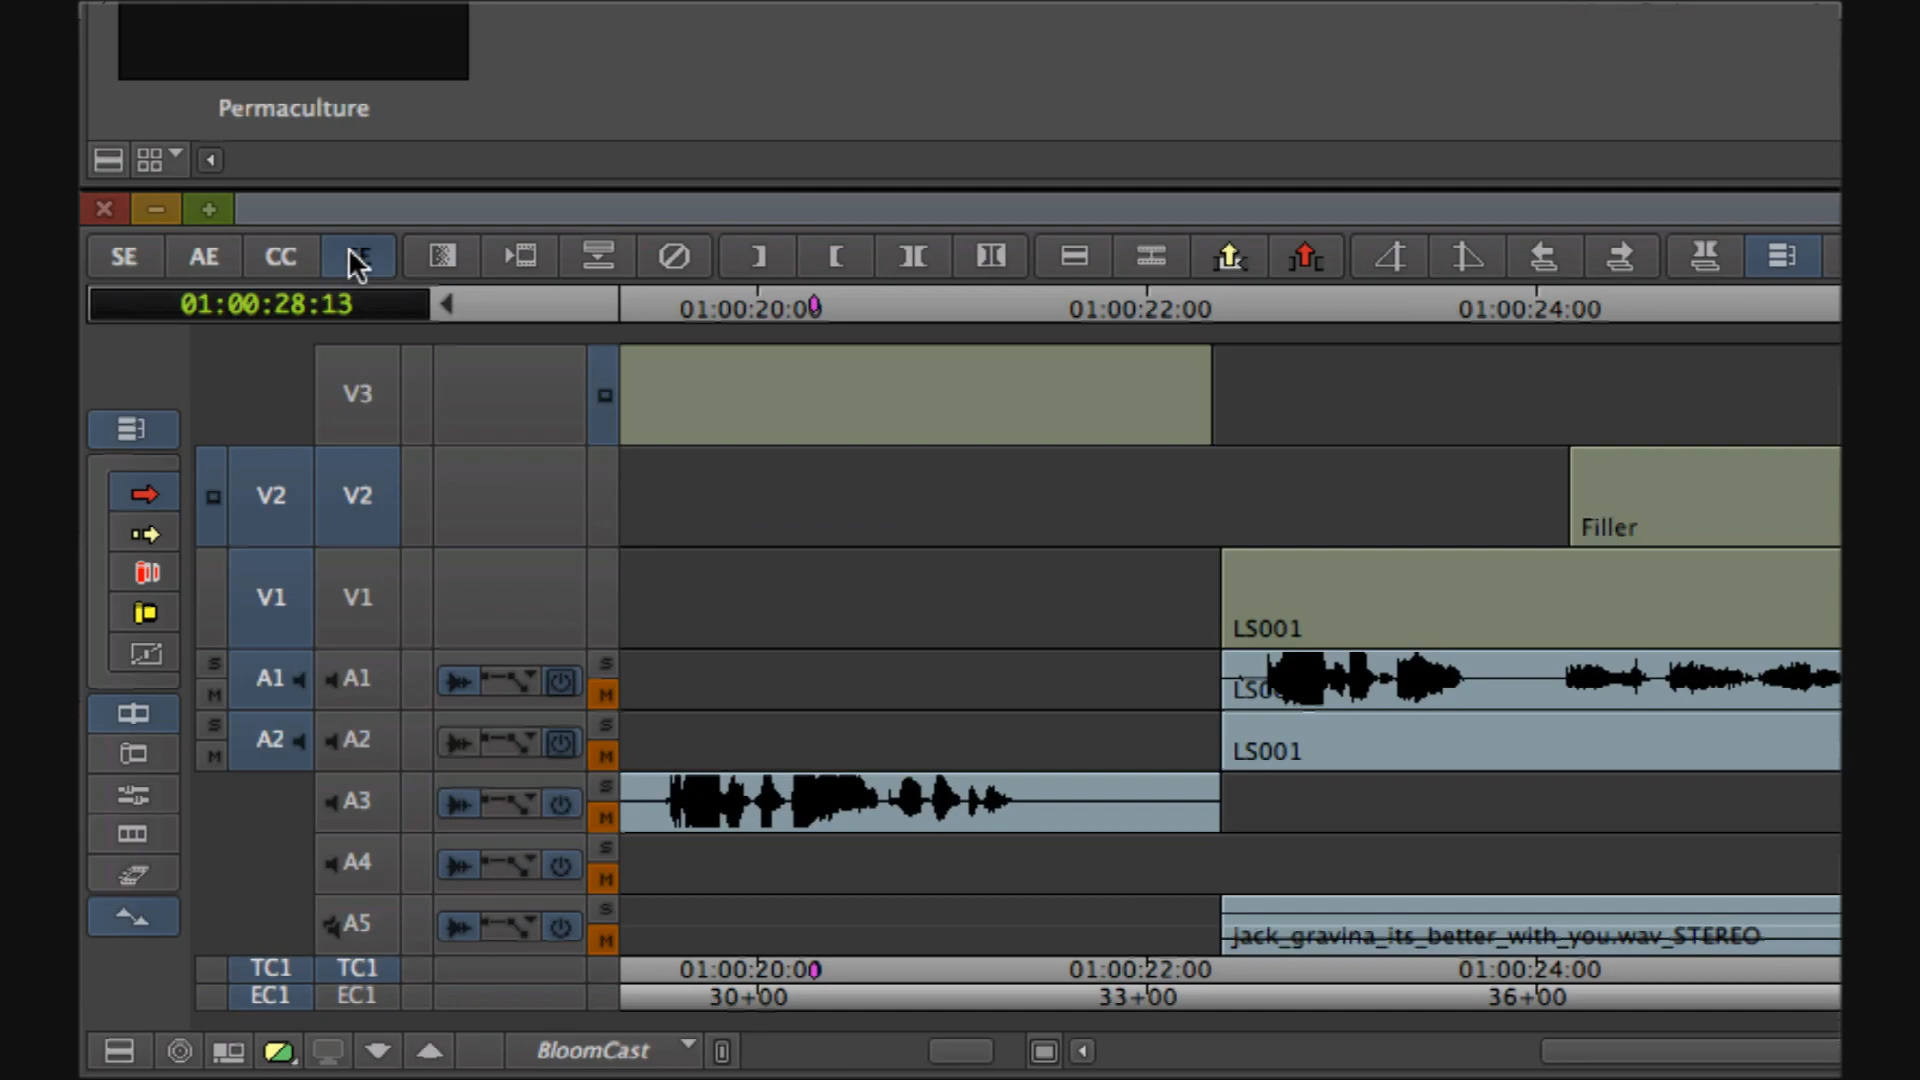 Permaculture
SE AE CC
01:00:28:13
01:00:20:00 01:00:22:00 01:00:24:00
V3
V2 V2
Filler
V1 V1
LS001
S S
A1 A1
M M
S S
A2 A2 LS001
M M
S
A3
M
S
A4
M
S
A5
M
jack_gravina_its_better_with_you.wav_STEREO
TC1 TC1 01:00:20:00 01:00:22:00 01:00:24:00
EC1 EC1 30+00 33+00 36+00
BloomCast